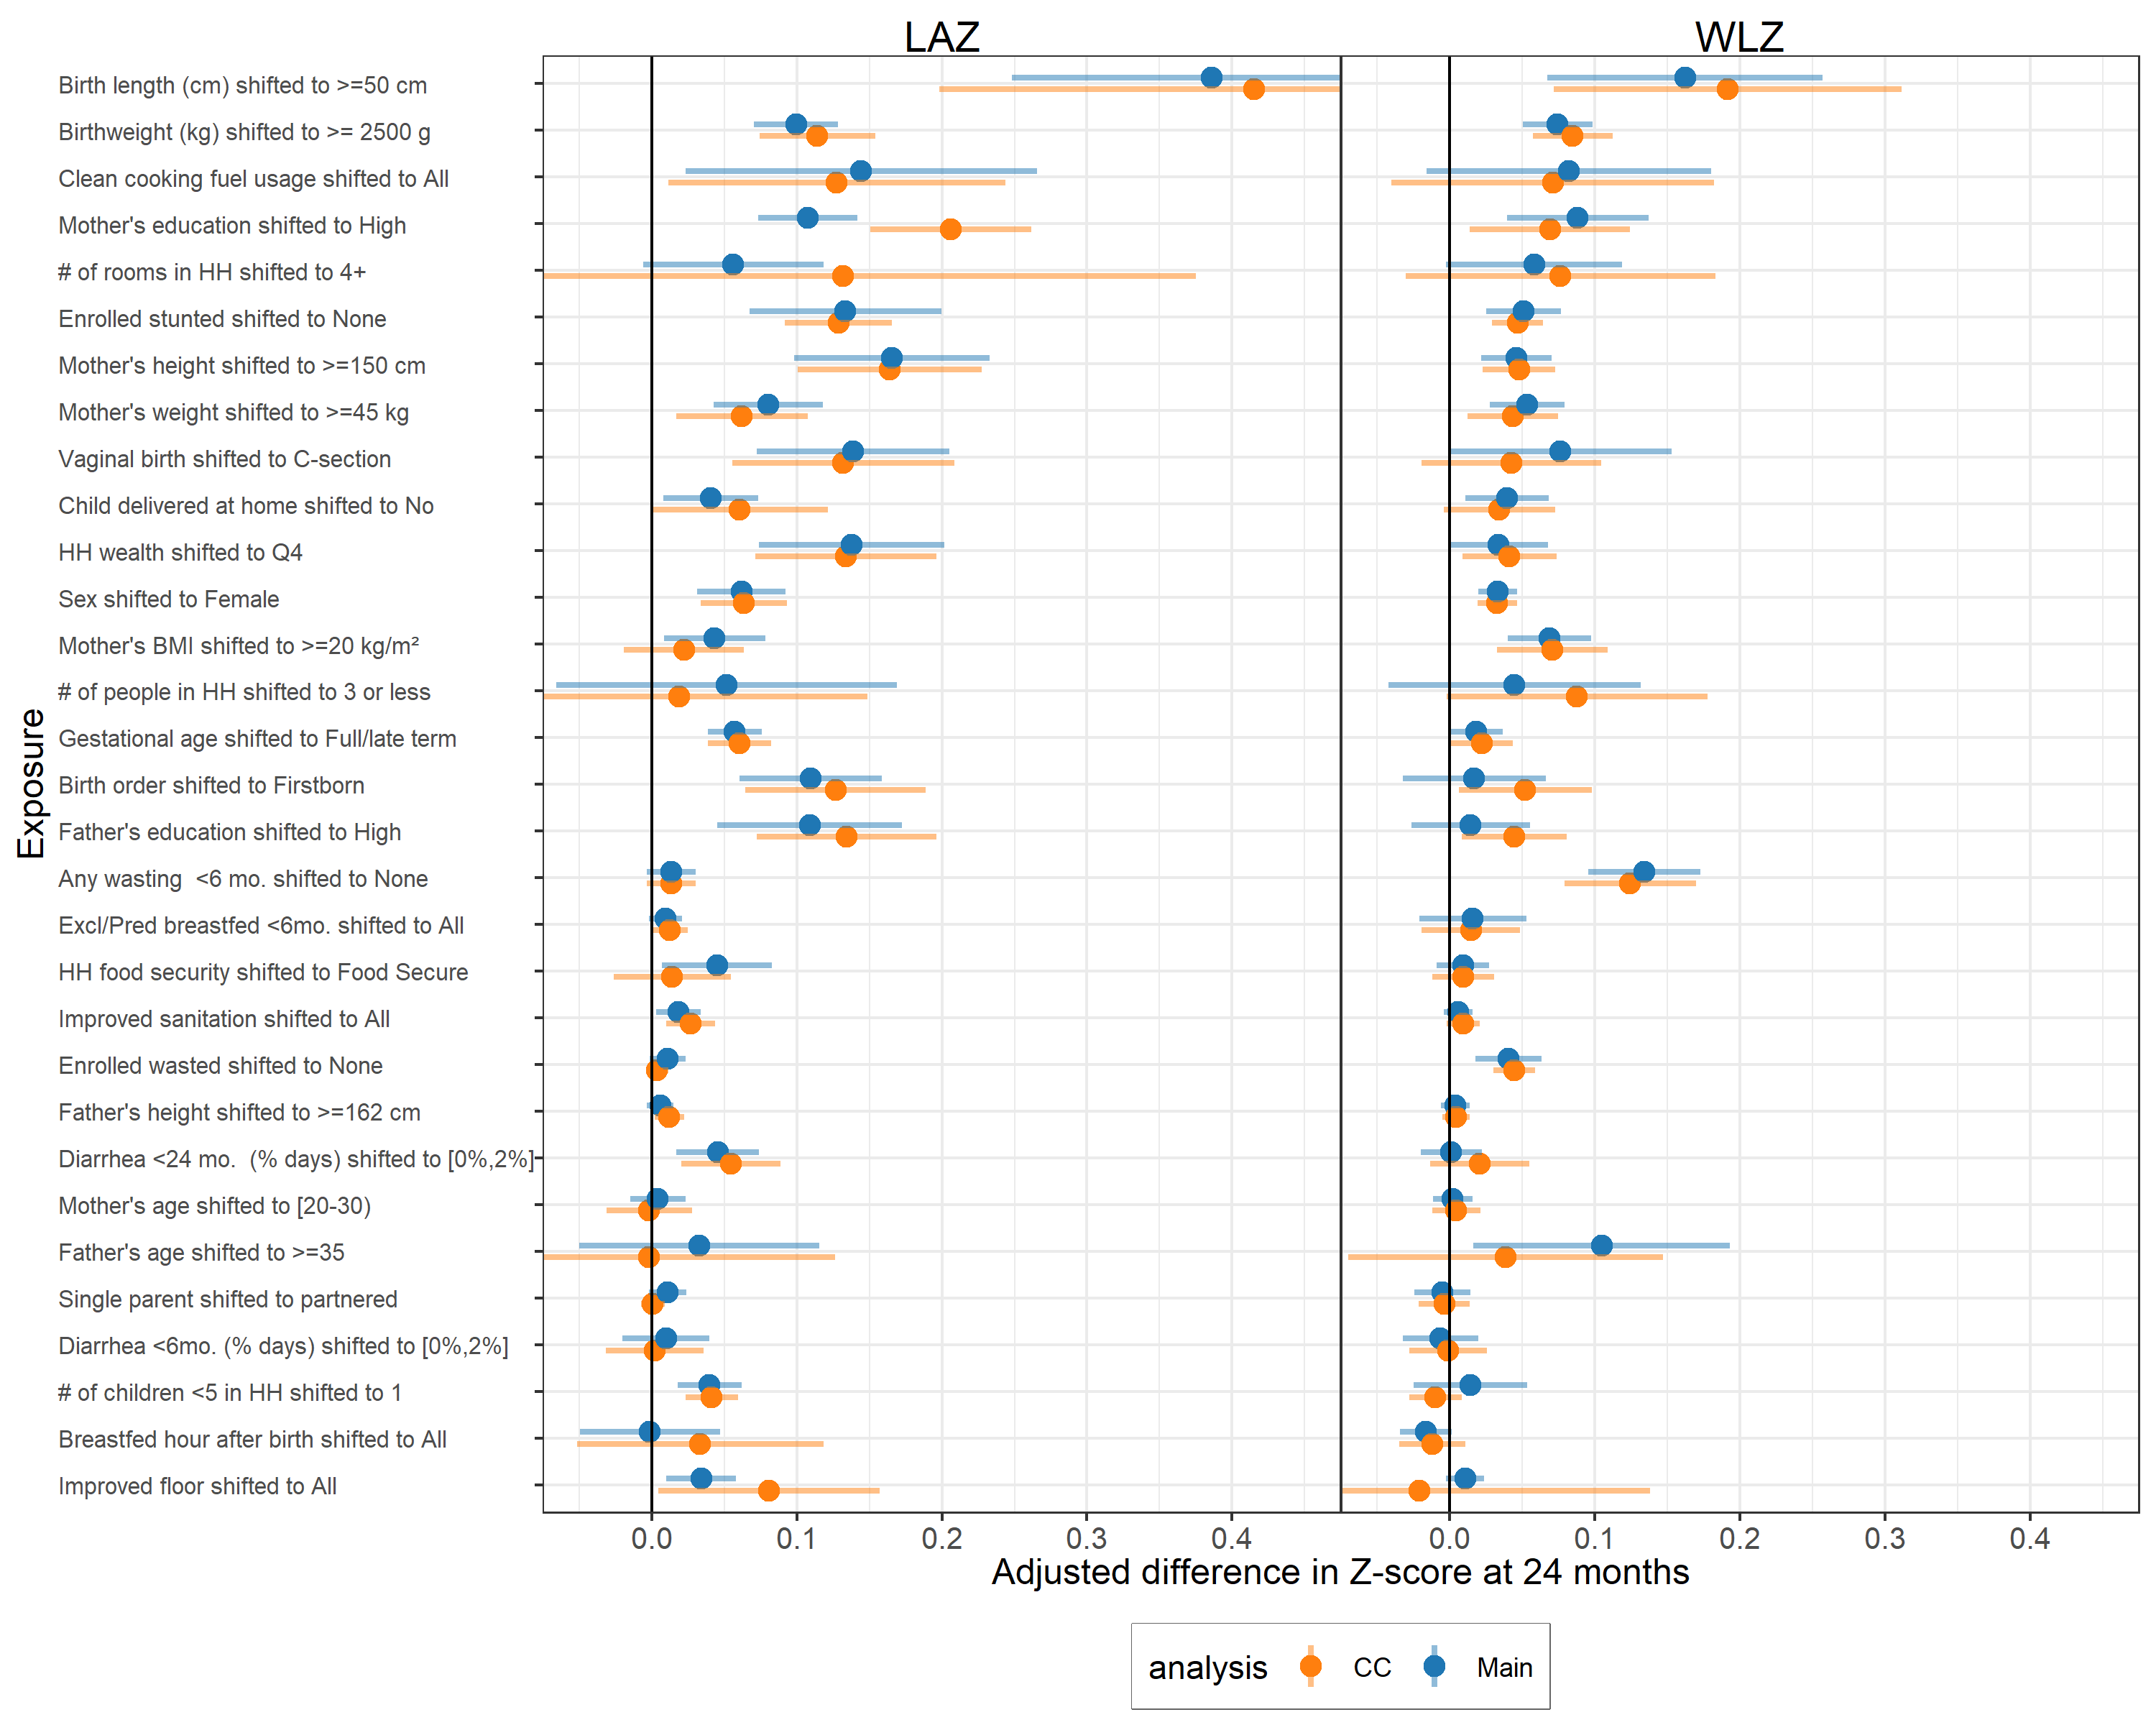 LAZ WLZ
Birth length (cm) shifted to >=50 cm
Birthweight (kg) shifted to >= 2500 g
Clean cooking fuel usage shifted to All
Mother's education shifted to High
# of rooms in HH shifted to 4+
Enrolled stunted shifted to None
Mother's height shifted to >=150 cm
Mother's weight shifted to >=45 kg
Vaginal birth shifted to C-section
Child delivered at home shifted to No
HH wealth shifted to Q4
Sex shifted to Female
Mother's BMI shifted to >=20 kg/m²
# of people in HH shifted to 3 or less
Gestational age shifted to Full/late term
Birth order shifted to Firstborn
Father's education shifted to High
Any wasting  <6 mo. shifted to None
Excl/Pred breastfed <6mo. shifted to All
HH food security shifted to Food Secure
Improved sanitation shifted to All
Enrolled wasted shifted to None
Father's height shifted to >=162 cm
Diarrhea <24 mo.  (% days) shifted to [0%,2%]
Mother's age shifted to [20-30)
Father's age shifted to >=35
Single parent shifted to partnered
Diarrhea <6mo. (% days) shifted to [0%,2%]
# of children <5 in HH shifted to 1
Breastfed hour after birth shifted to All
Improved floor shifted to All
Exposure
0.0 0.1 0.2 0.3 0.4 0.0 0.1 0.2 0.3 0.4
Adjusted difference in Z-score at 24 months
analysis CC Main